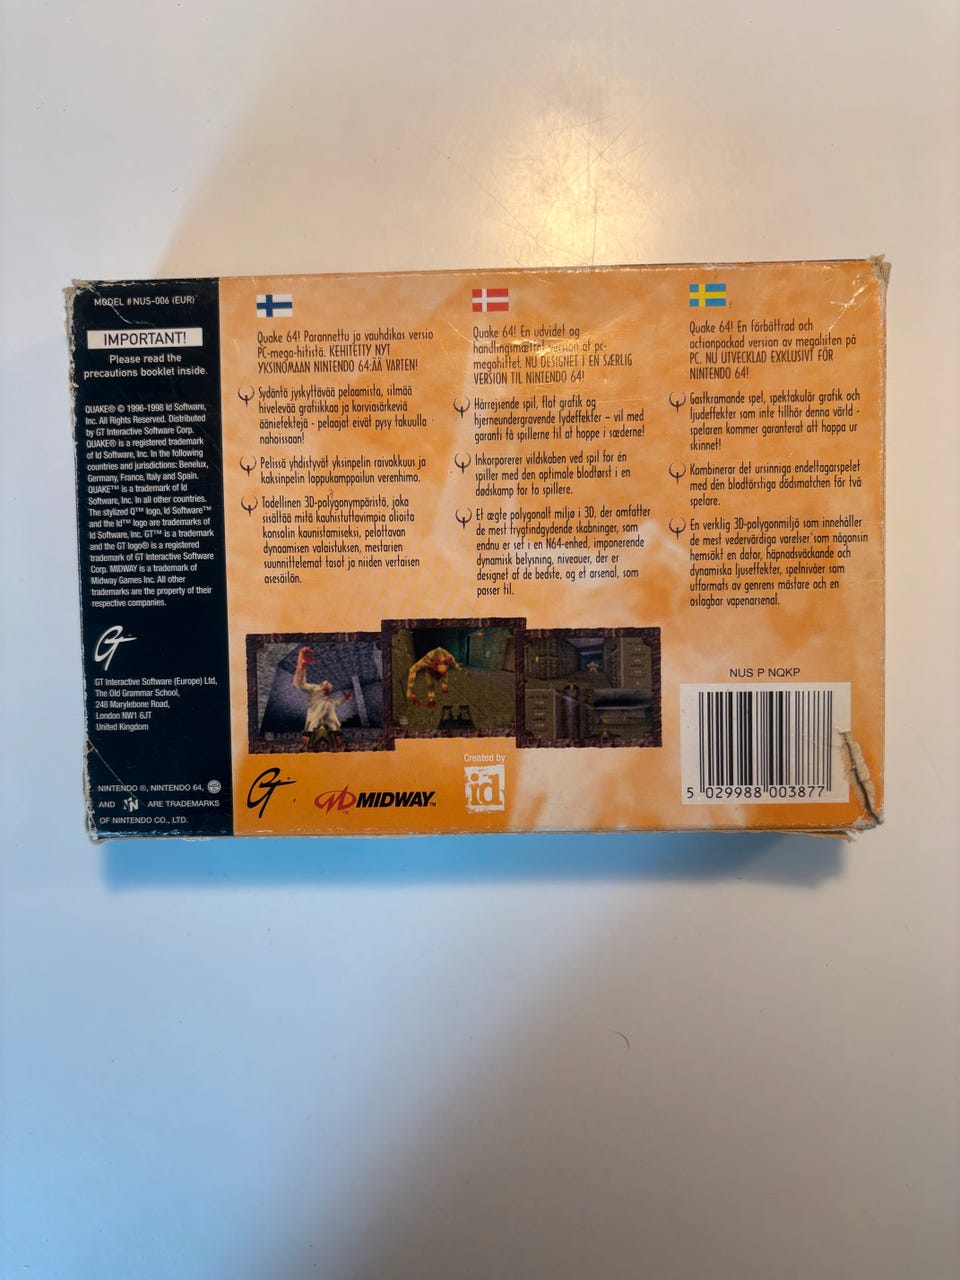 MODEL # NUS-006 (EUR)
IMPORTANT!
Please read the
precautions booklet inside.
QUAKE® © 1996-1998 Id Software,
Inc. All Rights Reserved. Distributed
by GT Interactive Software Corp.
QUAKE® is a registered trademark
of Id Software, Inc. In the following
countries and jurisdictions: Benelux,
Germany, France, Italy and Spain.
QUAKE™ is a trademark of Id
Software, Inc. In all other countries.
The stylized Q™ logo, Id Software™
and the Id™ logo are trademarks of
Id Software, Inc. GT™ is a trademark
and the GT logo® is a registered
trademark of GT Interactive Software
Corp. MIDWAY is a trademark of
Midway Games Inc. All other
trademarks are the property of their
respective companies.
GT
GT Interactive Software (Europe) Ltd,
The Old Grammar School,
248 Marylebone Road,
London NW1 6JT
United Kingdom
NINTENDO ®, NINTENDO 64,
AND N ARE TRADEMARKS
OF NINTENDO CO., LTD.
Quake 64! Parannettu ja vauhdikas versio
PC-mega-hitistä. KEHITETTY NYT
YKSINOMAAN NINTENDO 64:ÄÄ VARTEN!
Sydäntä jyskyttävää pelaamista, silmää
hivelevää grafiikkaa ja korviasärkeviä
äänietektejä - pelaajat eivät pysy takuulla
nahoissaan!
Pelissä yhdistyvät yksinpelin raivokkuus ja
kaksinpelin loppukamppailun verenhimo.
Todellinen 3D-polygonympäristö, joka
sisältää mitä kauhistuttavimpia olioita
konsolin kaunistamiseksi, pelottavan
dynaamisen valaistuksen, mestarien
suunnittelemat tasot ja niiden vertaisen
asesäilön.
Quake 64! En udvidet og
handlingsmættet version af pc-
megahittet. NU DESIGNET I EN SÆRLIG
VERSION TIL NINTENDO 64!
Hårrejsende spil, flot grafik og
hjerneundergravende lydeffekter – vil med
garanti få spillerne til at hoppe i sæderne!
Inkorporerer vildskaben ved spil for én
spiller med den optimale blodtørst i en
dødskamp for to spillere.
Et ægte polygonalt miljø i 3D, der omfatter
de mest frygtindgydende skabninger, som
endnu er set i en N64-enhed, imponerende
dynamisk belysning, niveauer, der er
designet af de bedste, og et arsenal, som
passer til.
Quake 64! En förbättrad och
actionpackad version av megahiten på
PC. NU UTVECKLAD EXKLUSIVT FÖR
NINTENDO 64!
Gastkramande spel, spektakulär grafik och
ljudeffekter som inte tillhör denna värld -
spelaren kommer garanterat att hoppa ur
skinnet!
Kombinerar det ursinniga endeltagarspelet
med den blodtörstiga dödsmatchen för två
spelare.
En verklig 3D-polygonmiljö som innehåller
de mest vedervärdiga varelser som någonsin
hemsökt en dator, häpnadsväckande och
dynamiska ljuseffekter, spelnivåer som
utformats av genrens mästare och en
oslagbar vapenarsenal.
GT
MIDWAY™
Created by
id
NUS P NQKP
5 029988 003877